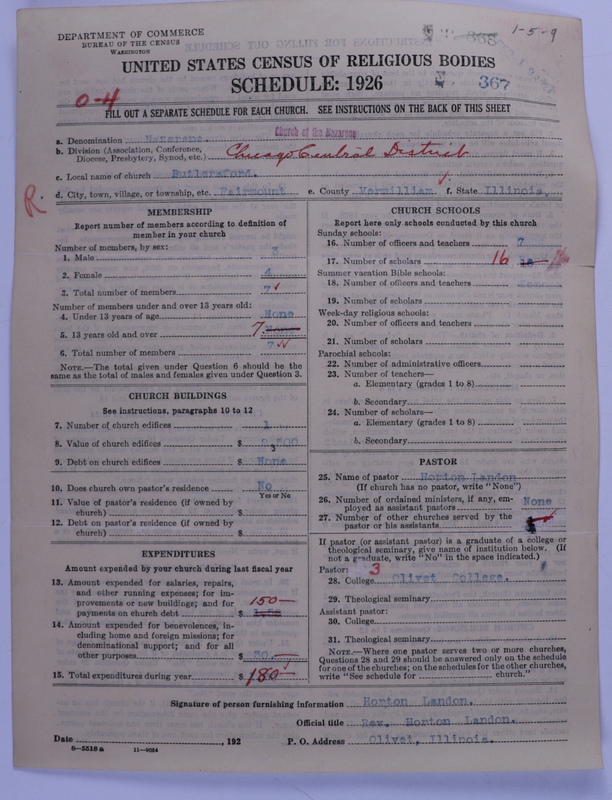 DEPARTMENT OF COMMERCE
BUREAU OF THE CENSUS
WASHINGTON
368
1-5-9
UNITED STATES CENSUS OF RELIGIOUS BODIES
SCHEDULE: 1926
367
0-4
FILL OUT A SEPARATE SCHEDULE FOR EACH CHURCH. SEE INSTRUCTIONS ON THE BACK OF THIS SHEET
Church of the Nazarene
a. Denomination Nazarene
b. Division (Association, Conference, Diocese, Presbytery, Synod, etc.) Chicago Central District
c. Local name of church Butlersford.
d. City, town, village, or township, etc. Fairmount e. County Vermilliam f. State Illinois.
R
MEMBERSHIP
Report number of members according to definition of
member in your church
Number of members, by sex:
1. Male 3
2. Female 4
3. Total number of members 7
Number of members under and over 13 years old:
4. Under 13 years of age None
5. 13 years old and over 7
6. Total number of members 7
NOTE.—The total given under Question 6 should be
same as the total of males and females given under Question 3.
CHURCH BUILDINGS
See instructions, paragraphs 10 to 12
7. Number of church edifices 1
8. Value of church edifices $ 500
9. Debt on church edifices $ None
10. Does church own pastor's residence No
Yes or No
11. Value of pastor's residence (if owned by
church) $
12. Debt on pastor's residence (if owned by
church) $
EXPENDITURES
Amount expended by your church during last fiscal year
13. Amount expended for salaries, repairs,
and other running expenses; for im-
provements or new buildings; and for
payments on church debt $ 150—
14. Amount expended for benevolences, in-
cluding home and foreign missions; for
denominational support; and for all
other purposes $ 30.—
15. Total expenditures during year $ 180—
CHURCH SCHOOLS
Report here only schools conducted by this church
Sunday schools:
16. Number of officers and teachers 7
17. Number of scholars 16
Summer vacation Bible schools:
18. Number of officers and teachers
19. Number of scholars
Week-day religious schools:
20. Number of officers and teachers
21. Number of scholars
Parochial schools:
22. Number of administrative officers
23. Number of teachers—
a. Elementary (grades 1 to 8)
b. Secondary
24. Number of scholars—
a. Elementary (grades 1 to 8)
b. Secondary
PASTOR
25. Name of pastor Horton Landon
(If church has no pastor, write "None")
26. Number of ordained ministers, if any, em-
ployed as assistant pastors None
27. Number of other churches served by the
pastor or his assistants
If pastor (or assistant pastor) is a graduate of a college or
theological seminary, give name of institution below. (If
not a graduate, write "No" in the space indicated.)
Pastor: 3
28. College Olivet College.
29. Theological seminary
Assistant pastor:
30. College
31. Theological seminary
NOTE.—Where one pastor serves two or more churches,
Questions 28 and 29 should be answered only on the schedule
for one of the churches; on the schedules for the other churches,
write "See schedule for church."
Signature of person furnishing information Horton Landon.
Official title Rev. Horton Landon.
Date , 192 P. O. Address Olivet, Illinois.
8-5518 a 11-9034